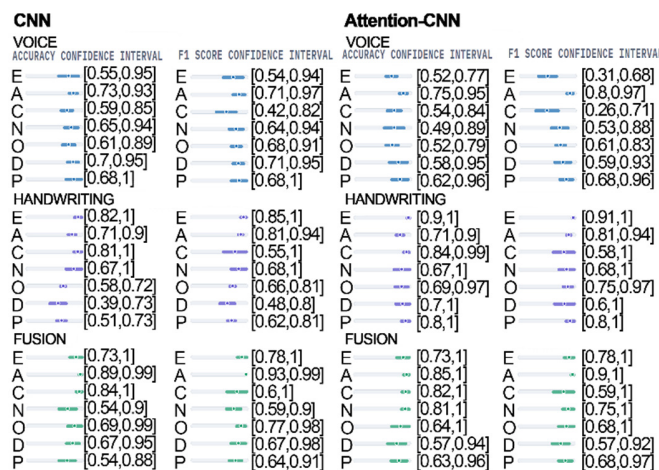 CNN Attention-CNN
VOICE VOICE
ACCURACY CONFIDENCE INTERVAL F1 SCORE CONFIDENCE INTERVAL ACCURACY CONFIDENCE INTERVAL F1 SCORE CONFIDENCE INTERVAL
E [0.55,0.95] E [0.54,0.94] E [0.52,0.77] E [0.31,0.68]
A [0.73,0.93] A [0.71,0.97] A [0.75,0.95] A [0.8,0.97]
C [0.59,0.85] C [0.42,0.82] C [0.54,0.84] C [0.26,0.71]
N [0.65,0.94] N [0.64,0.94] N [0.49,0.89] N [0.53,0.88]
O [0.61,0.89] O [0.68,0.91] O [0.52,0.79] O [0.61,0.83]
D [0.7,0.95] D [0.71,0.95] D [0.58,0.95] D [0.59,0.93]
P [0.68,1] P [0.68,1] P [0.62,0.96] P [0.68,0.96]
HANDWRITING HANDWRITING
E [0.82,1] E [0.85,1] E [0.9,1] E [0.91,1]
A [0.71,0.9] A [0.81,0.94] A [0.71,0.9] A [0.81,0.94]
C [0.81,1] C [0.55,1] C [0.84,0.99] C [0.58,1]
N [0.67,1] N [0.68,1] N [0.67,1] N [0.68,1]
O [0.58,0.72] O [0.66,0.81] O [0.69,0.97] O [0.75,0.97]
D [0.39,0.73] D [0.48,0.8] D [0.7,1] D [0.6,1]
P [0.51,0.73] P [0.62,0.81] P [0.8,1] P [0.8,1]
FUSION FUSION
E [0.73,1] E [0.78,1] E [0.73,1] E [0.78,1]
A [0.89,0.99] A [0.93,0.99] A [0.85,1] A [0.9,1]
C [0.84,1] C [0.6,1] C [0.82,1] C [0.59,1]
N [0.54,0.9] N [0.59,0.9] N [0.81,1] N [0.75,1]
O [0.69,0.99] O [0.77,0.98] O [0.64,1] O [0.68,1]
D [0.67,0.95] D [0.67,0.98] D [0.57,0.94] D [0.57,0.92]
P [0.54,0.88] P [0.64,0.91] P [0.63,0.96] P [0.68,0.97]